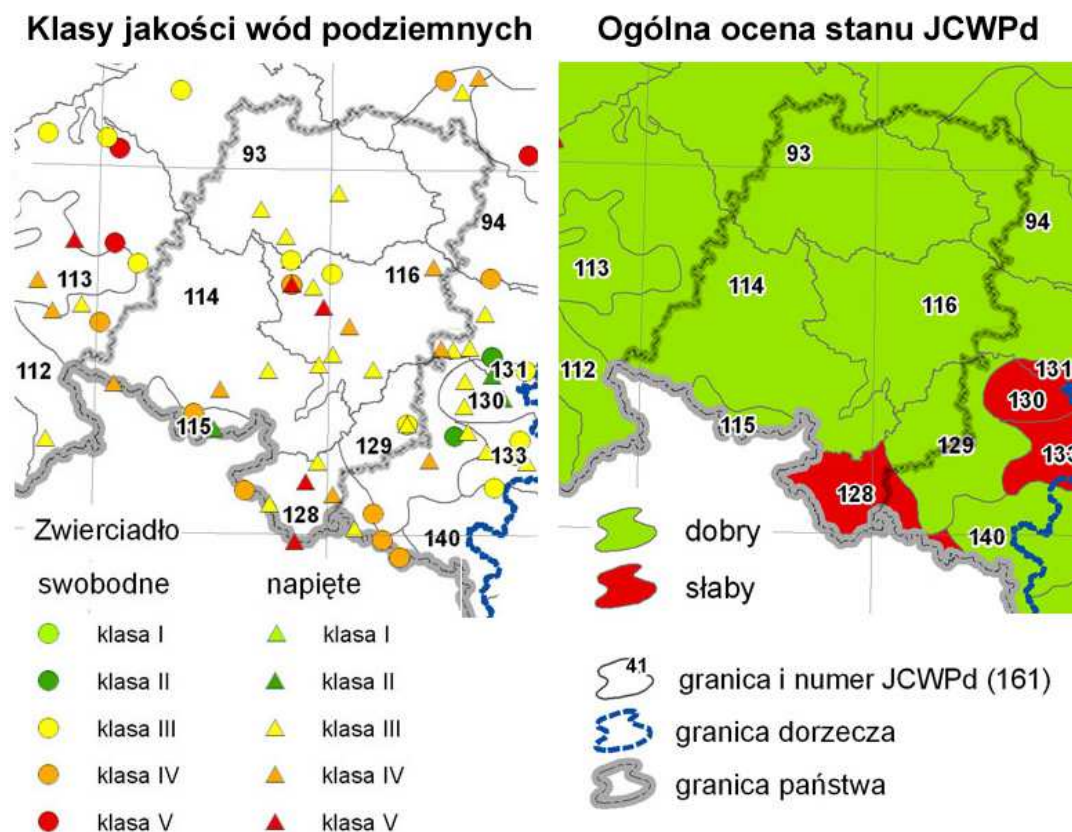 Klasy jakości wód podziemnych
93
94
113
114
116
112
131
130
115
129
133
128
140
Zwierciadło
swobodne
napięte
klasa I
klasa I
klasa II
klasa II
klasa III
klasa III
klasa IV
klasa IV
klasa V
klasa V
Ogólna ocena stanu JCWPd
93
94
113
114
116
112
131
130
115
129
133
128
140
dobry
słaby
41
granica i numer JCWPd (161)
granica dorzecza
granica państwa